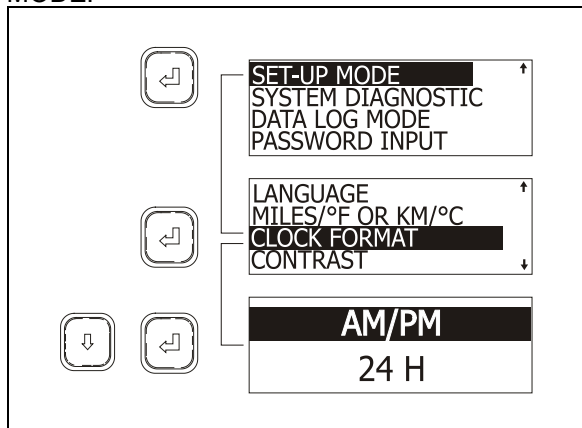 SET-UP MODE
SYSTEM DIAGNOSTIC
DATA LOG MODE
PASSWORD INPUT
LANGUAGE
MILES/°F OR KM/°C
CLOCK FORMAT
CONTRAST
AM/PM
24 H